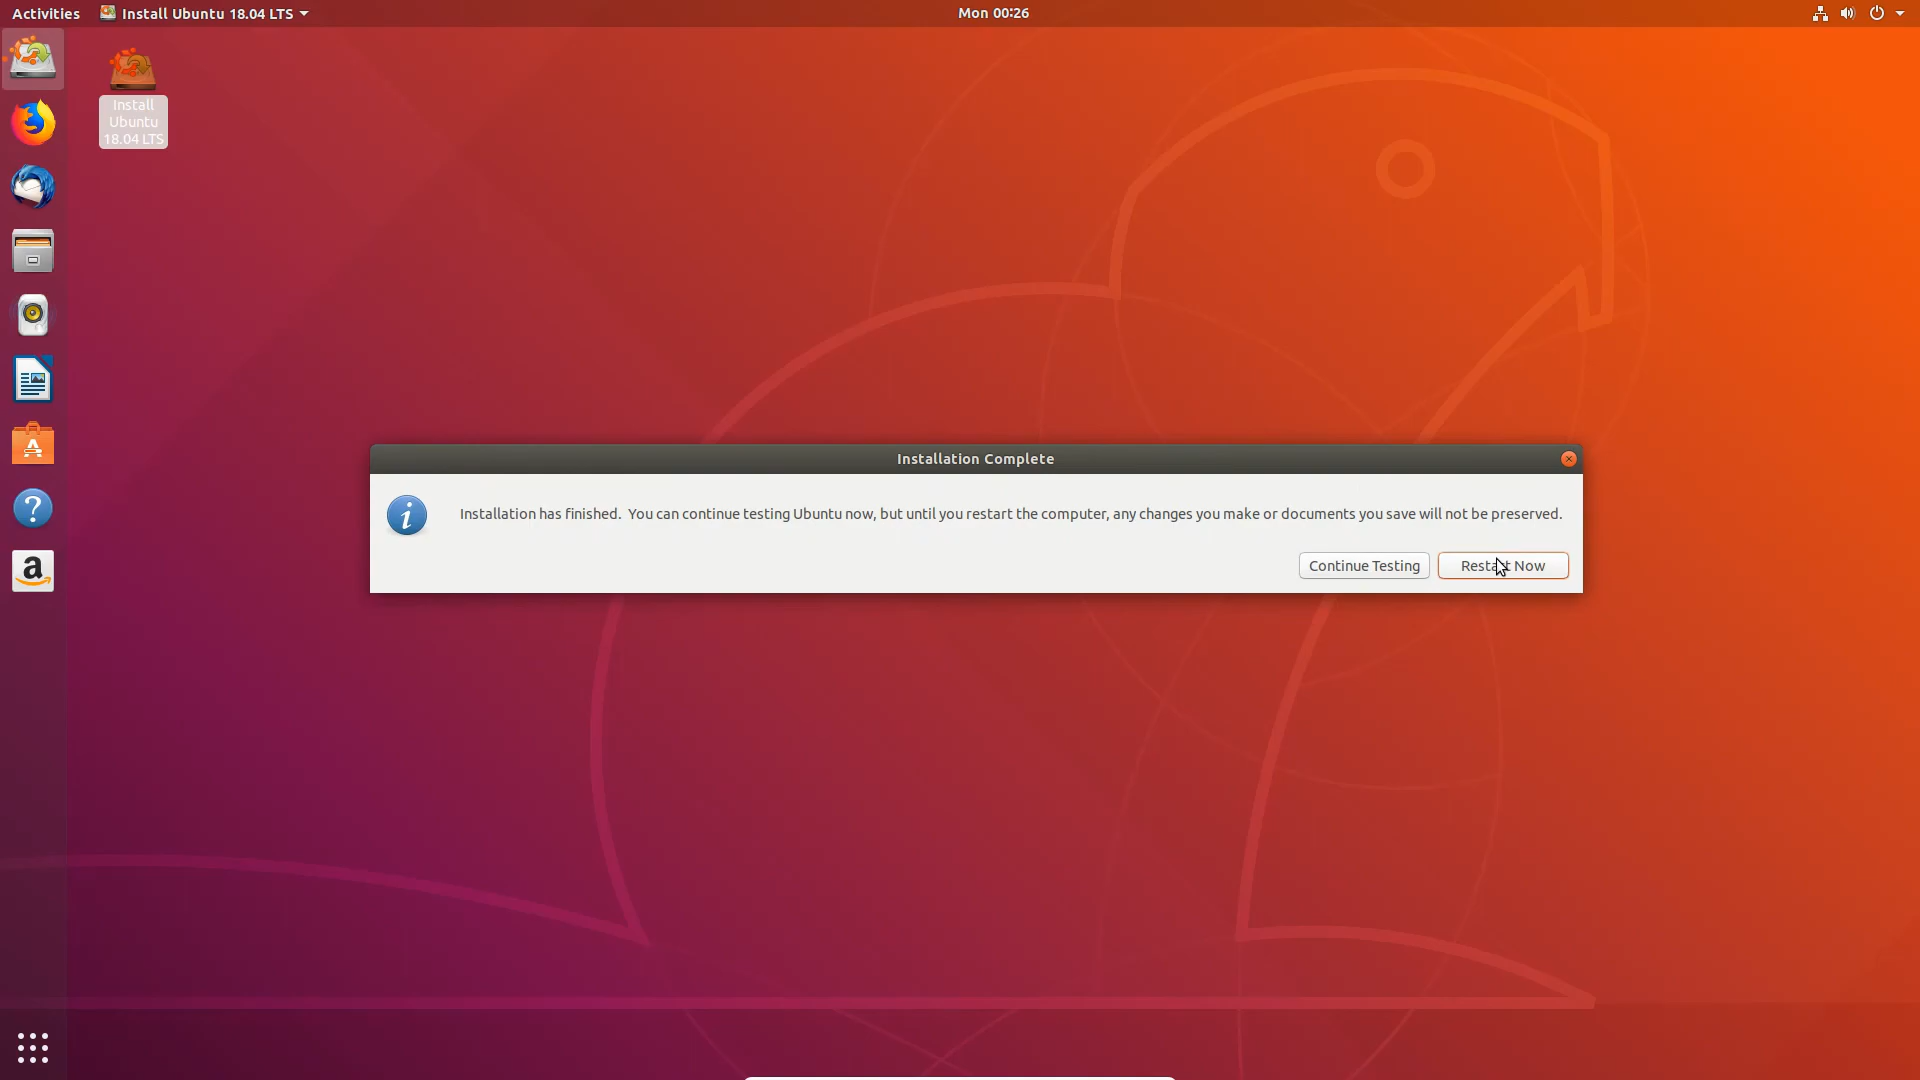 Activities
Install Ubuntu 18.04 LTS
Mon 00:26
Install
Ubuntu
18.04 LTS
Installation Complete
Installation has finished.  You can continue testing Ubuntu now, but until you restart the computer, any changes you make or documents you save will not be preserved.
Continue Testing
Restart Now